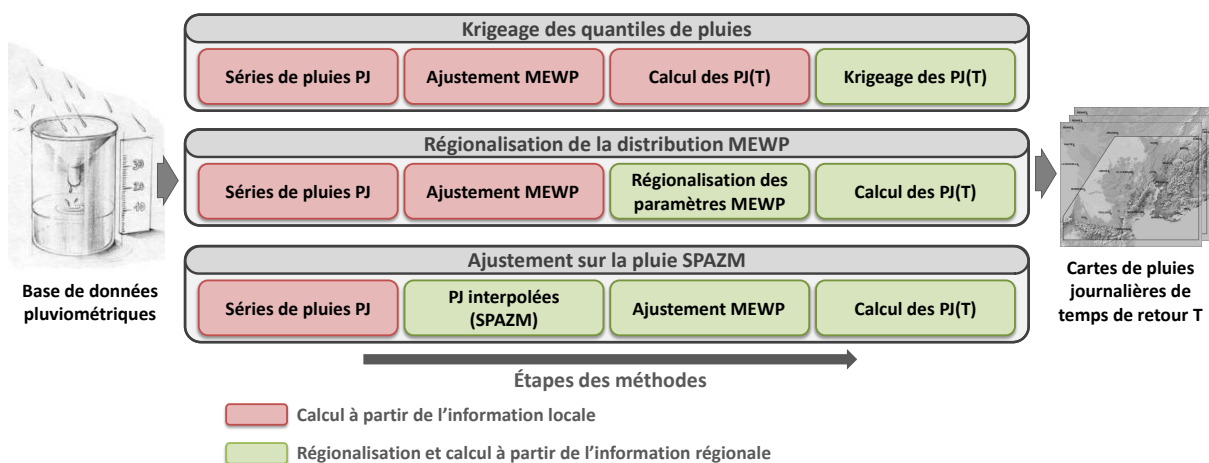 Krigeage des quantiles de pluies
Séries de pluies PJ
Ajustement MEWP
Calcul des PJ(T)
Krigeage des PJ(T)
Régionalisation de la distribution MEWP
Séries de pluies PJ
Ajustement MEWP
Régionalisation des
paramètres MEWP
Calcul des PJ(T)
Ajustement sur la pluie SPAZM
Séries de pluies PJ
PJ interpolées
(SPAZM)
Ajustement MEWP
Calcul des PJ(T)
Base de données
pluviométriques
Cartes de pluies
journalières de
temps de retour T
Étapes des méthodes
Calcul à partir de l’information locale
Régionalisation et calcul à partir de l’information régionale